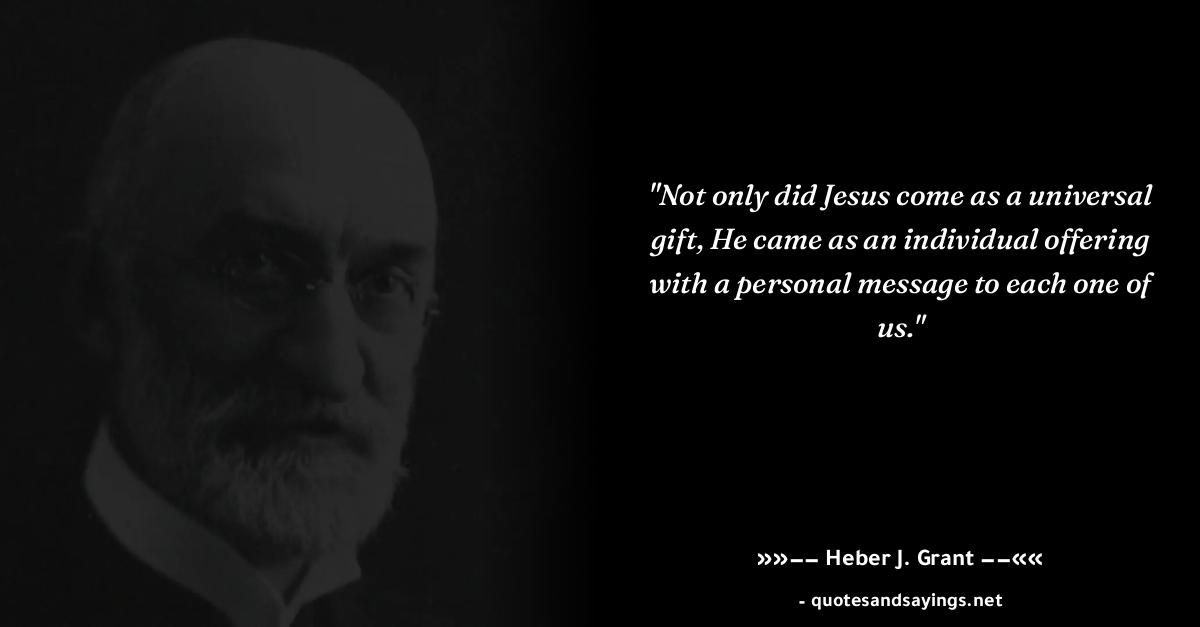 "Not only did Jesus come as a universal
gift, He came as an individual offering
with a personal message to each one of
us."
»»−− Heber J. Grant −−««
- quotesandsayings.net